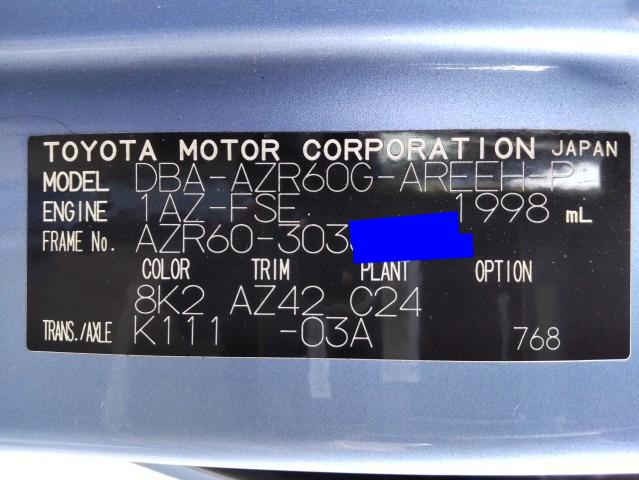 TOYOTA MOTOR CORPORATION JAPAN
MODEL DBA-AZR60G-AREEH-P
ENGINE 1AZ-FSE 1998 mL
FRAME No. AZR60-303
COLOR TRIM PLANT OPTION
8K2 AZ42 C24
TRANS./AXLE K111 -03A 768